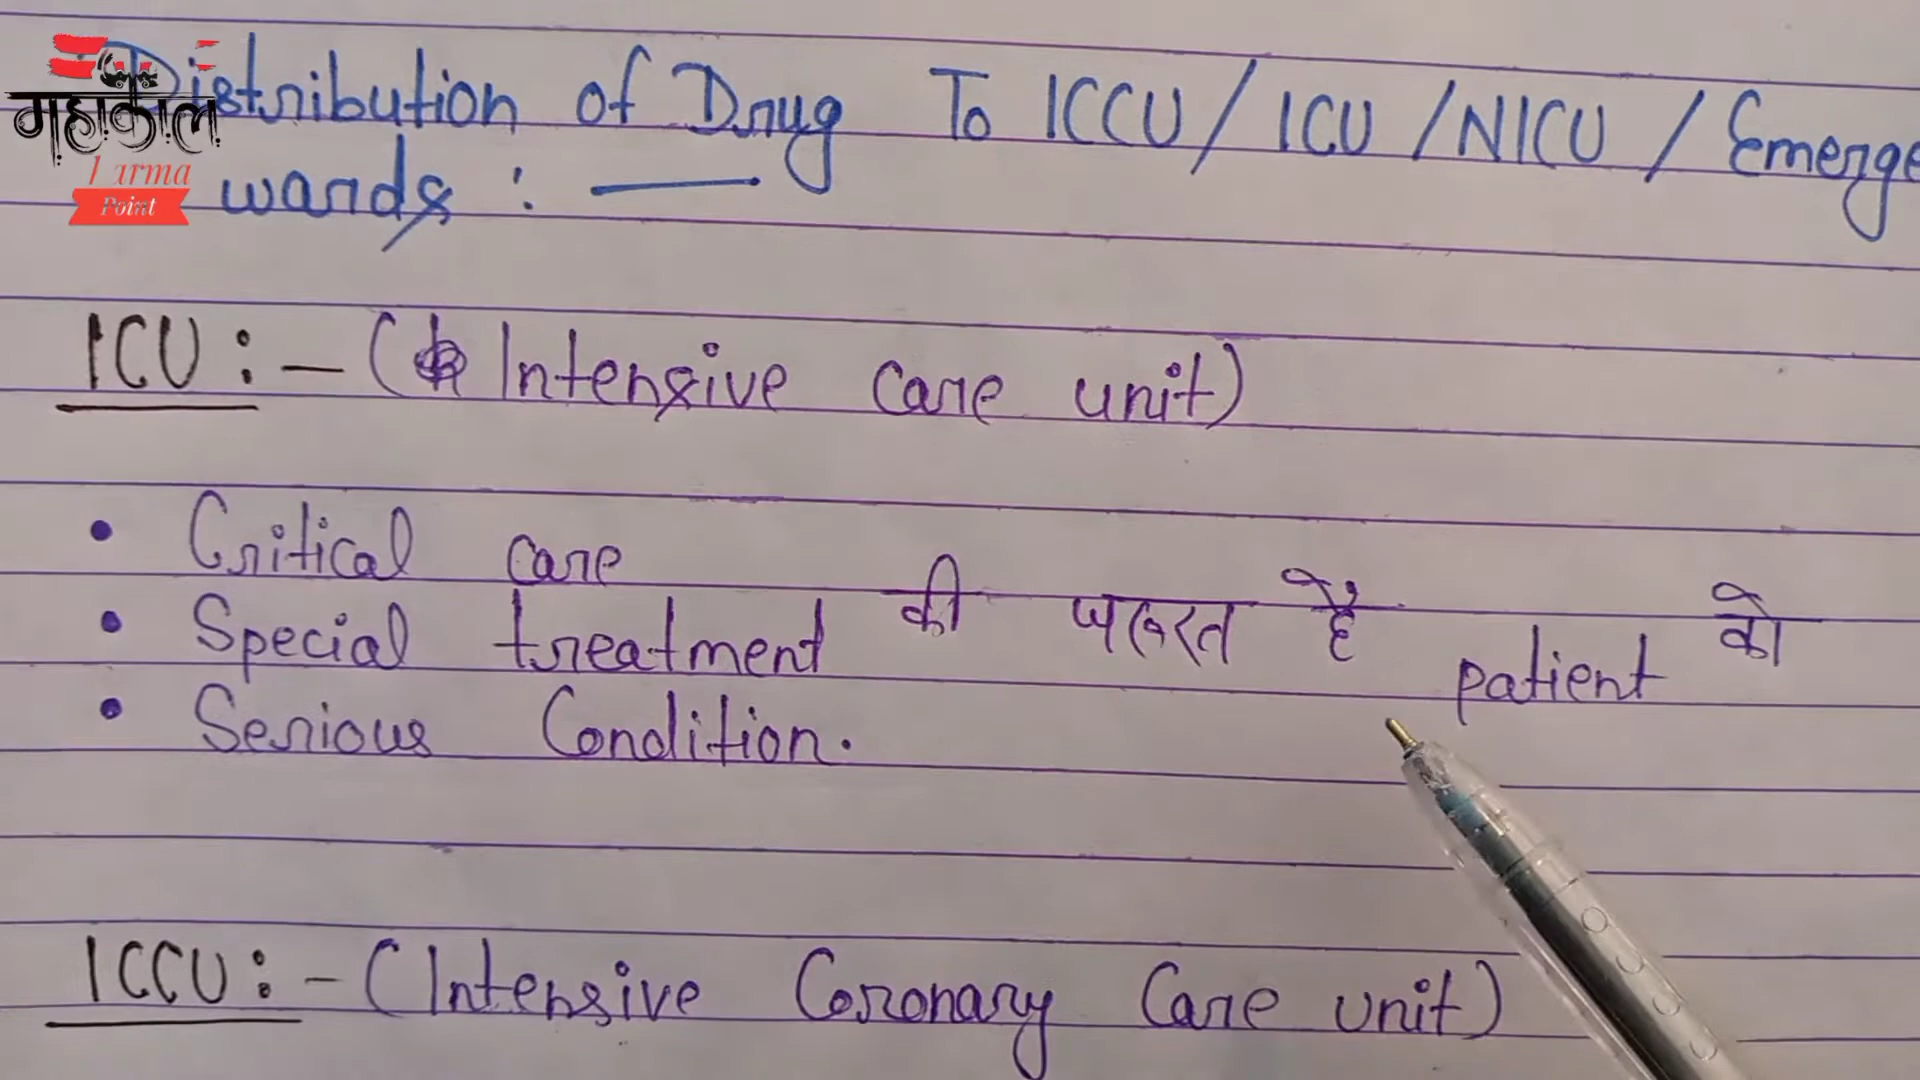 Distribution of Drug To ICCU / ICU / NICU / Emerge
wards : —
महाकाल
Point
ICU :- ( Intensive care unit)
• Critical care
• Special treatment की जरूरत है patient को
• Serious Condition.
ICCU :- (Intensive Coronary Care unit)